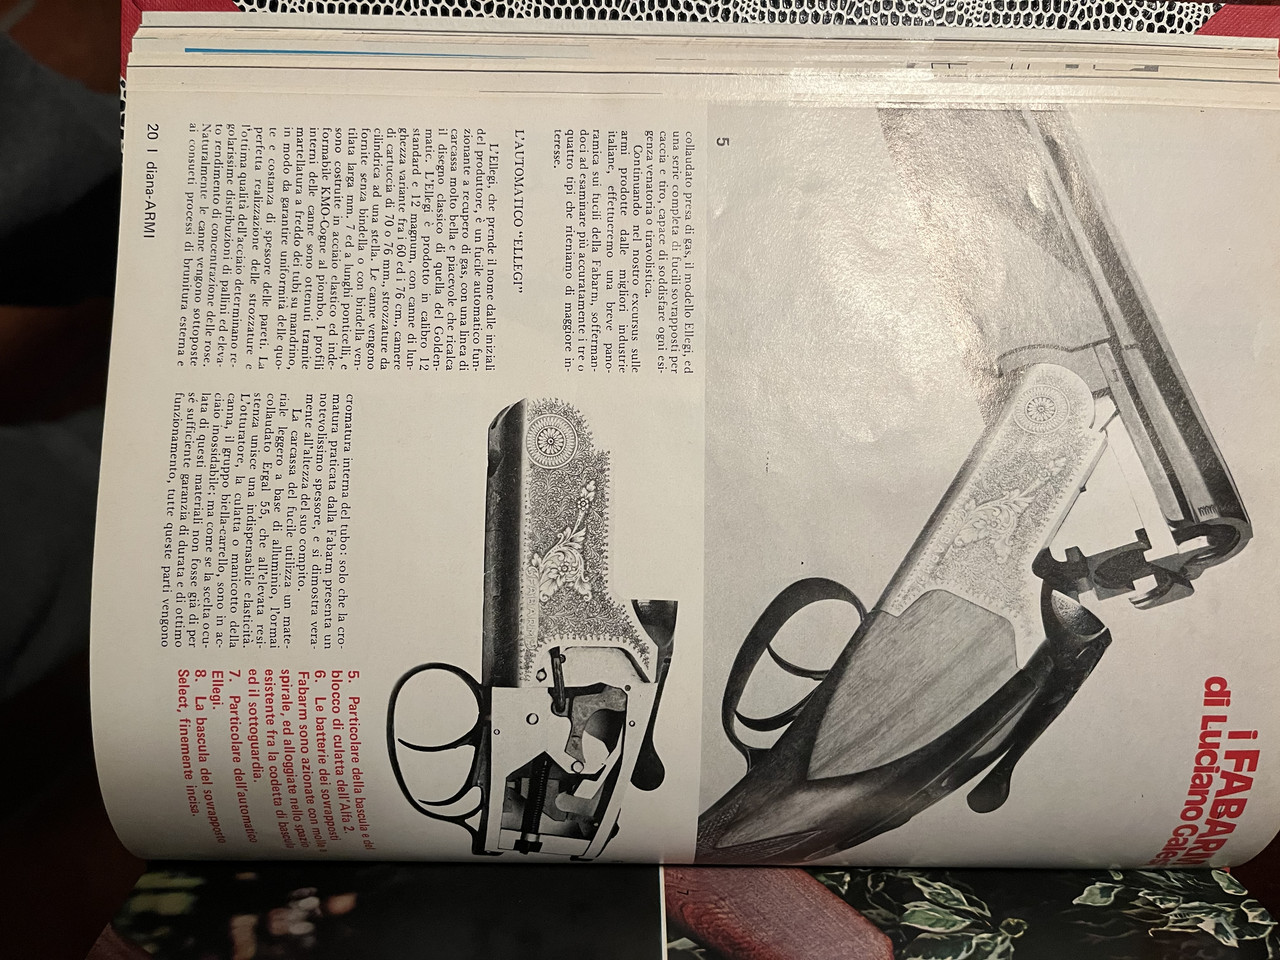 i FABARM
di Luciano Gale
5
collaudato presa di gas, il modello Ellegi, ed
una serie completa di fucili sovrapposti per
caccia e tiro, capace di soddisfare ogni esi-
genza venatoria o tiravolistica.
Continuando nel nostro excursus sulle
armi prodotte dalle migliori industrie
italiane, effettueremo una breve pano-
ramica sui fucili della Fabarm, sofferman-
doci ad esaminare più accuratamente i tre o
quattro tipi che riteniamo di maggiore in-
teresse.
L'AUTOMATICO "ELLEGI"
L'Ellegi, che prende il nome dalle iniziali
del produttore, è un fucile automatico fun-
zionante a recupero di gas, con una linea di
carcassa molto bella e piacevole che ricalca
il disegno classico di quella del Golden-
matic. L'Ellegi è prodotto in calibro 12
standard e 12 magnum, con canne di lun-
ghezza variante fra i 60 ed i 76 cm., camere
di cartuccia di 70 o 76 mm., strozzature da
cilindrica ad una stella. Le canne vengono
fornite senza bindella o con bindella ven-
tilata larga mm. 7 ed a lunghi ponticelli, e
sono costruite in acciaio elastico ed inde-
formabile KMO-Cogne al piombo. I profili
interni delle canne sono ottenuti tramite
martellatura a freddo dei tubi su mandrino,
in modo da garantire uniformità delle quo-
te e costanza di spessore delle pareti. La
perfetta realizzazione delle strozzature e
l'ottima qualità dell'acciaio determinano re-
golarissime distribuzioni di pallini ed eleva-
to rendimento di concentrazione delle rose.
Naturalmente le canne vengono sottoposte
ai consueti processi di brunitura esterna e
cromatura interna del tubo: solo che la cro-
matura praticata dalla Fabarm presenta un
notevolissimo spessore, e si dimostra vera-
mente all'altezza del suo compito.
La carcassa del fucile utilizza un mate-
riale leggero a base di alluminio, l'ormai
collaudato Ergal 55, che all'elevata resi-
stenza unisce una indispensabile elasticità.
L'otturatore, la culatta o manicotto della
canna, il gruppo biella-carrello, sono in ac-
ciaio inossidabile; ma come se la scelta ocu-
lata di questi materiali non fosse già di per
sé sufficiente garanzia di durata e di ottimo
funzionamento, tutte queste parti vengono
5. Particolare della bascula e del
blocco di culatta dell'Alfa 2.
6. Le batterie dei sovrapposti
Fabarm sono azionate con molla a
spirale, ed alloggiate nello spazio
esistente fra la codetta di bascula
ed il sottoguardia.
7. Particolare dell'automatico
Ellegi.
8. La bascula del sovrapposto
Select, finemente incisa.
20 | diana-ARMI